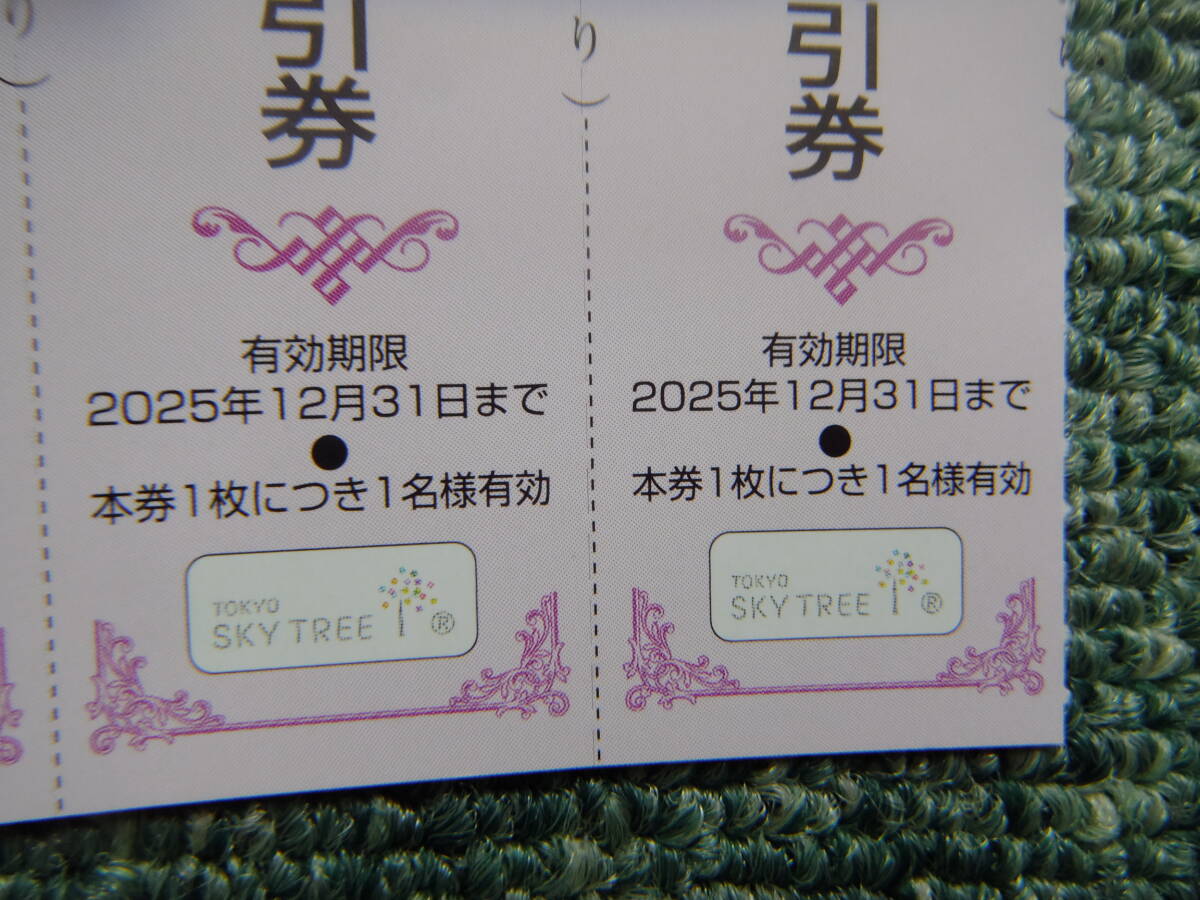 り）
引券
有効期限
2025年12月31日まで
●
本券1枚につき1名様有効
TOKYO
SKY TREE ®
り）
引券
有効期限
2025年12月31日まで
●
本券1枚につき1名様有効
TOKYO
SKY TREE ®